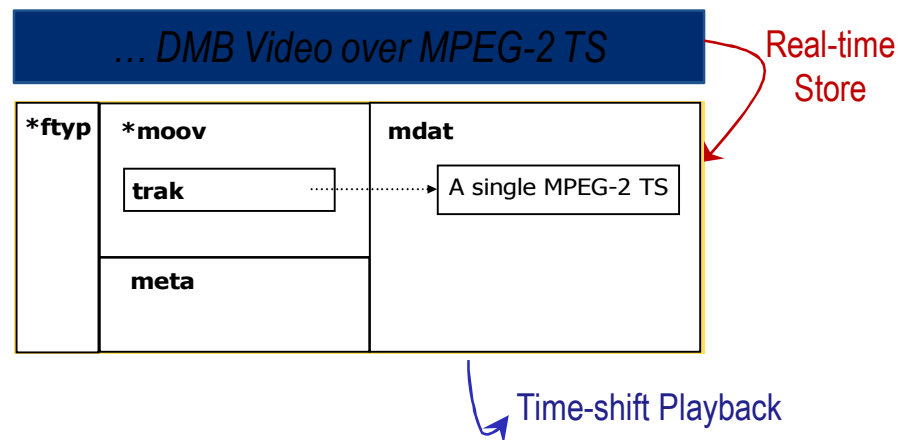 ... DMB Video over MPEG-2 TS
Real-time
Store
*ftyp
*moov
mdat
trak
A single MPEG-2 TS
meta
Time-shift Playback